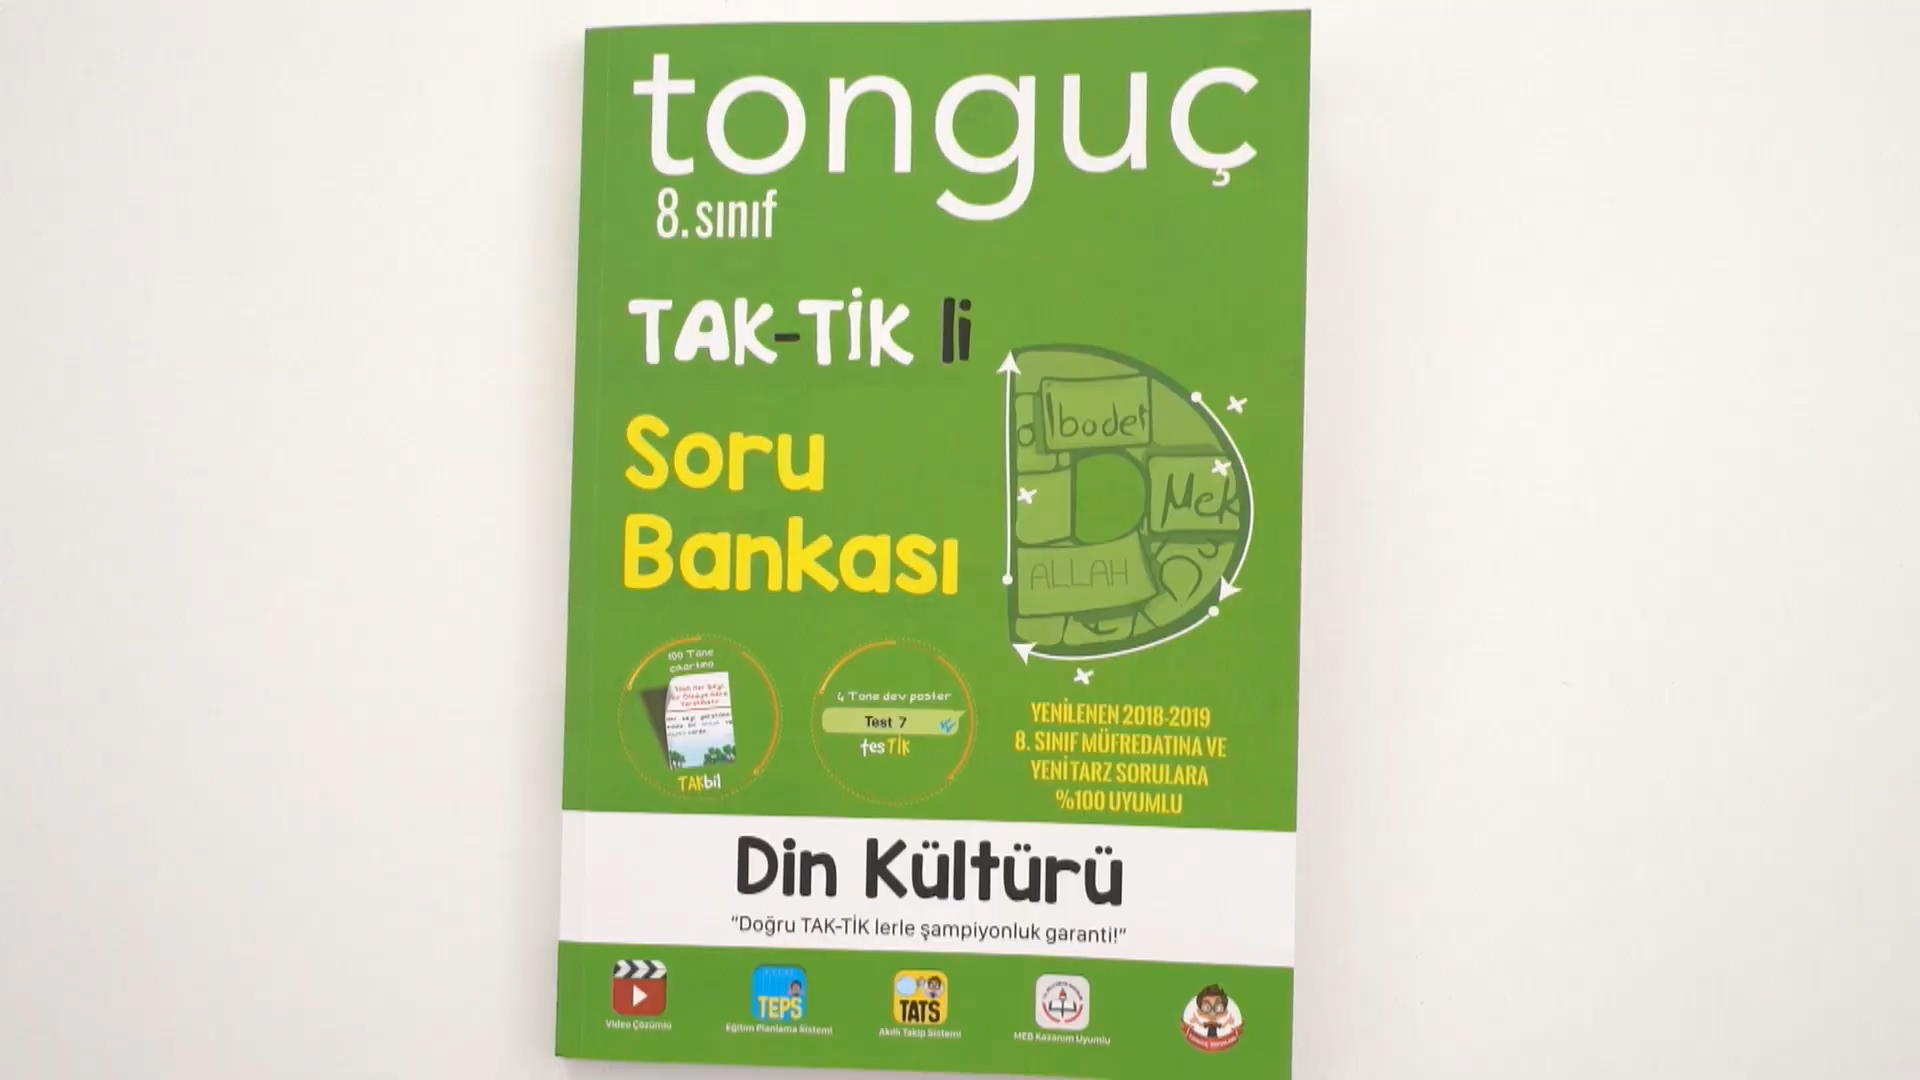 tonguç
8. sınıf
TAK-TİK li
Soru
Bankası
İbadet
Mek
ALLAH
100 Tane
çıkartma
TAKbil
4 Tane dev poster
Test 7
tesTİK
YENİLENEN 2018-2019
8. SINIF MÜFREDATINA VE
YENİ TARZ SORULARA
%100 UYUMLU
Din Kültürü
"Doğru TAK-TİK lerle şampiyonluk garanti!"
Video Çözümlü
TEPS
Eğitim Planlama Sistemi
TATS
Akıllı Takip Sistemi
MEB Kazanım Uyumlu